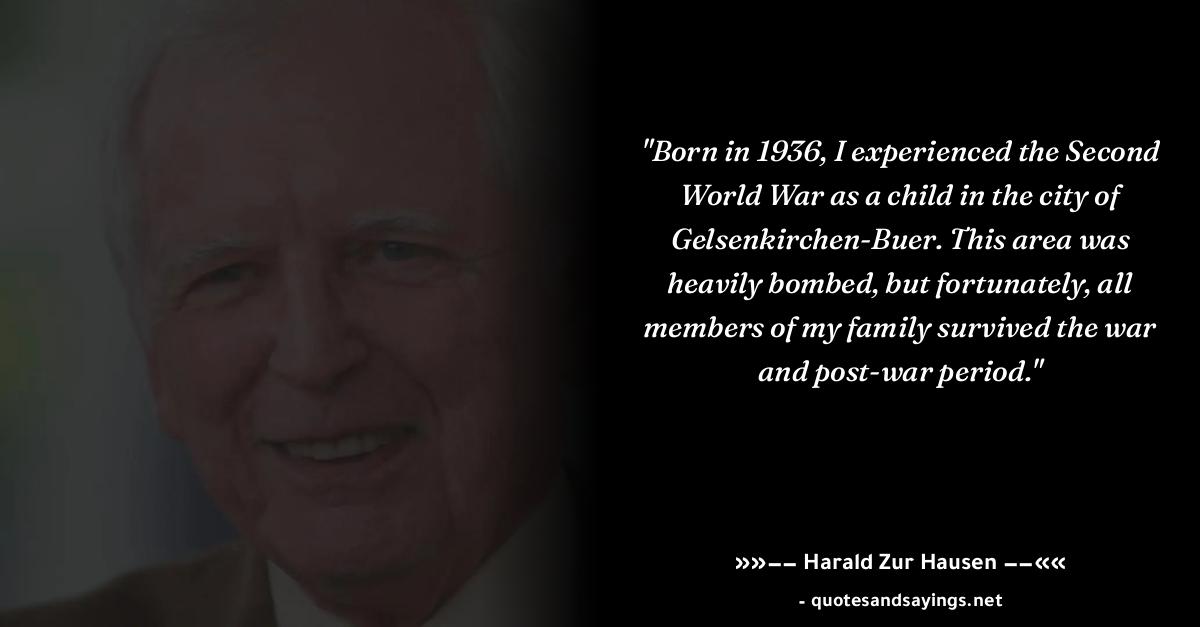 "Born in 1936, I experienced the Second
World War as a child in the city of
Gelsenkirchen-Buer. This area was
heavily bombed, but fortunately, all
members of my family survived the war
and post-war period."
»»−− Harald Zur Hausen −−««
- quotesandsayings.net